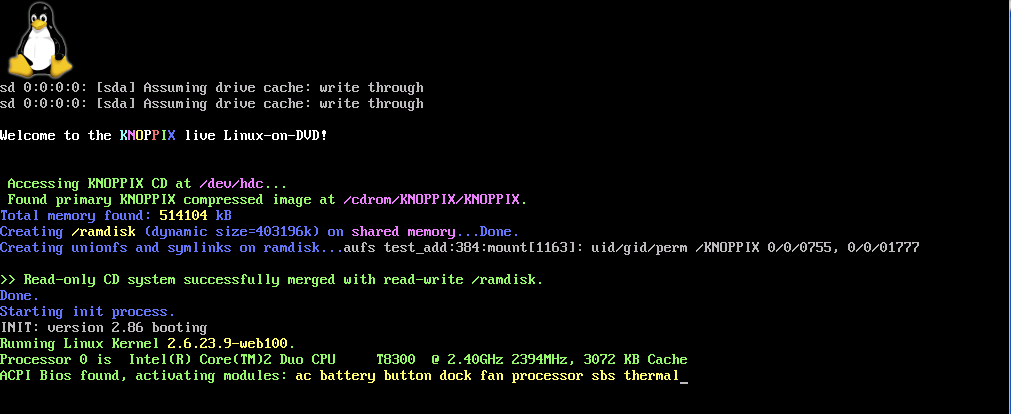 sd 0:0:0:0: [sda] Assuming drive cache: write through
sd 0:0:0:0: [sda] Assuming drive cache: write through
Welcome to the KNOPPIX live Linux-on-DVD!
Accessing KNOPPIX CD at /dev/hdc...
Found primary KNOPPIX compressed image at /cdrom/KNOPPIX/KNOPPIX.
Total memory found: 514104 kB
Creating /ramdisk (dynamic size=403196k) on shared memory...Done.
Creating unionfs and symlinks on ramdisk...aufs test_add:384:mount[1163]: uid/gid/perm /KNOPPIX 0/0/0755, 0/0/01777
>> Read-only CD system successfully merged with read-write /ramdisk.
Done.
Starting init process.
INIT: version 2.86 booting
Running Linux Kernel 2.6.23.9-web100.
Processor 0 is  Intel(R) Core(TM)2 Duo CPU     T8300  @ 2.40GHz 2394MHz, 3072 KB Cache
ACPI Bios found, activating modules: ac battery button dock fan processor sbs thermal_